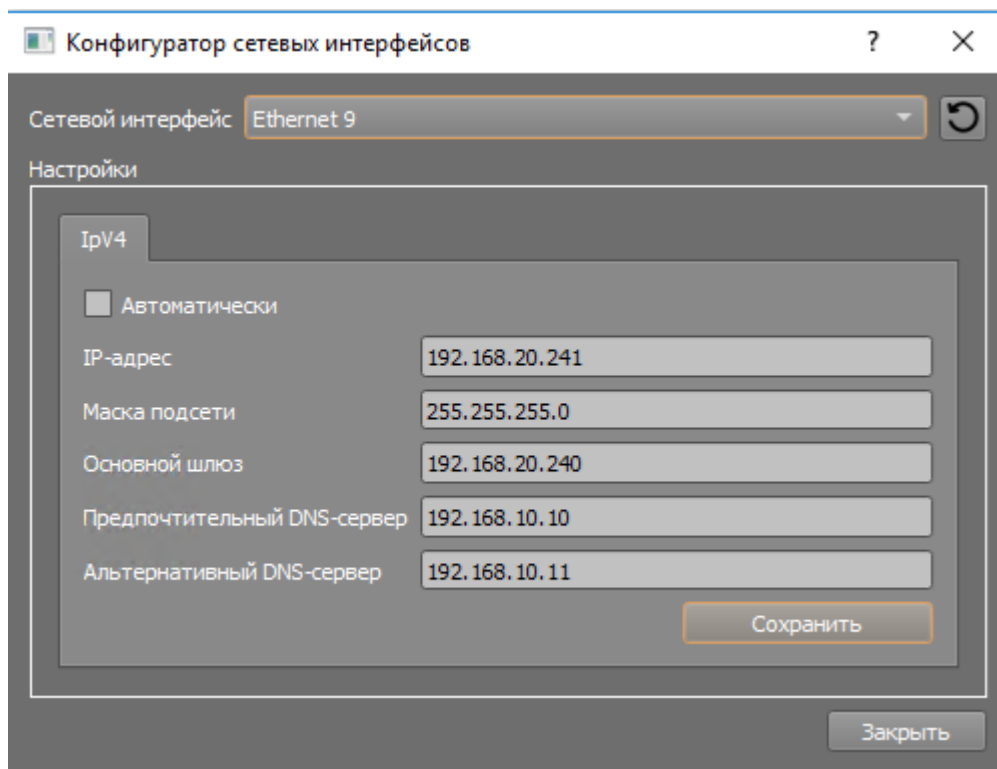 Конфигуратор сетевых интерфейсов ?
Сетевой интерфейс Ethernet 9
Настройки
IpV4
Автоматически
IP-адрес 192.168.20.241
Маска подсети 255.255.255.0
Основной шлюз 192.168.20.240
Предпочтительный DNS-сервер 192.168.10.10
Альтернативный DNS-сервер 192.168.10.11
Сохранить
Закрыть